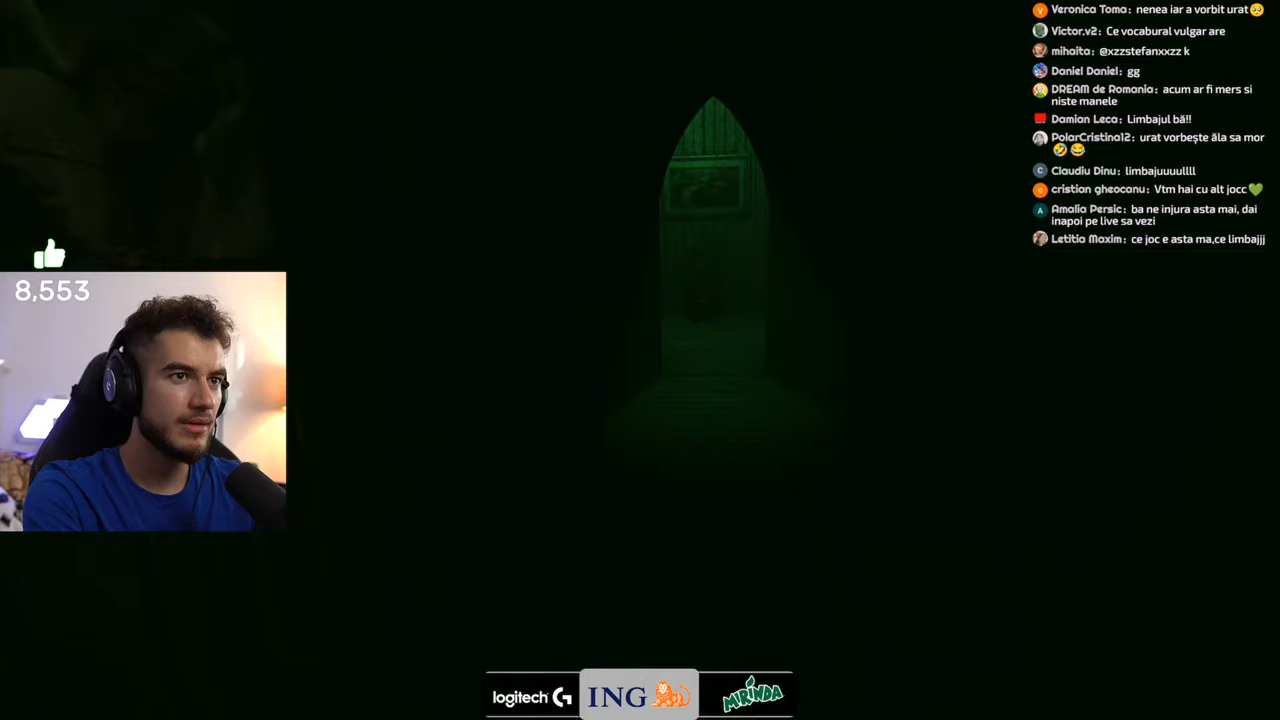 Veronica Toma: nenea iar a vorbit urat🥺
Victor.v2: Ce vocabural vulgar are
mihaita: @xzzstefanxxzz k
Daniel Daniel: gg
DREAM de Romania: acum ar fi mers si
niste manele
Damian Leca: Limbajul bă!!
PolarCristina12: urat vorbește ăla sa mor
🤣😂
Claudiu Dinu: limbajuuuullll
cristian gheocanu: Vtm hai cu alt jocc💚
Amalia Persic: ba ne injura asta mai, dai
inapoi pe live sa vezi
Letitia Maxim: ce joc e asta ma,ce limbajjj
8,553
logitech G
ING
MIRINDA